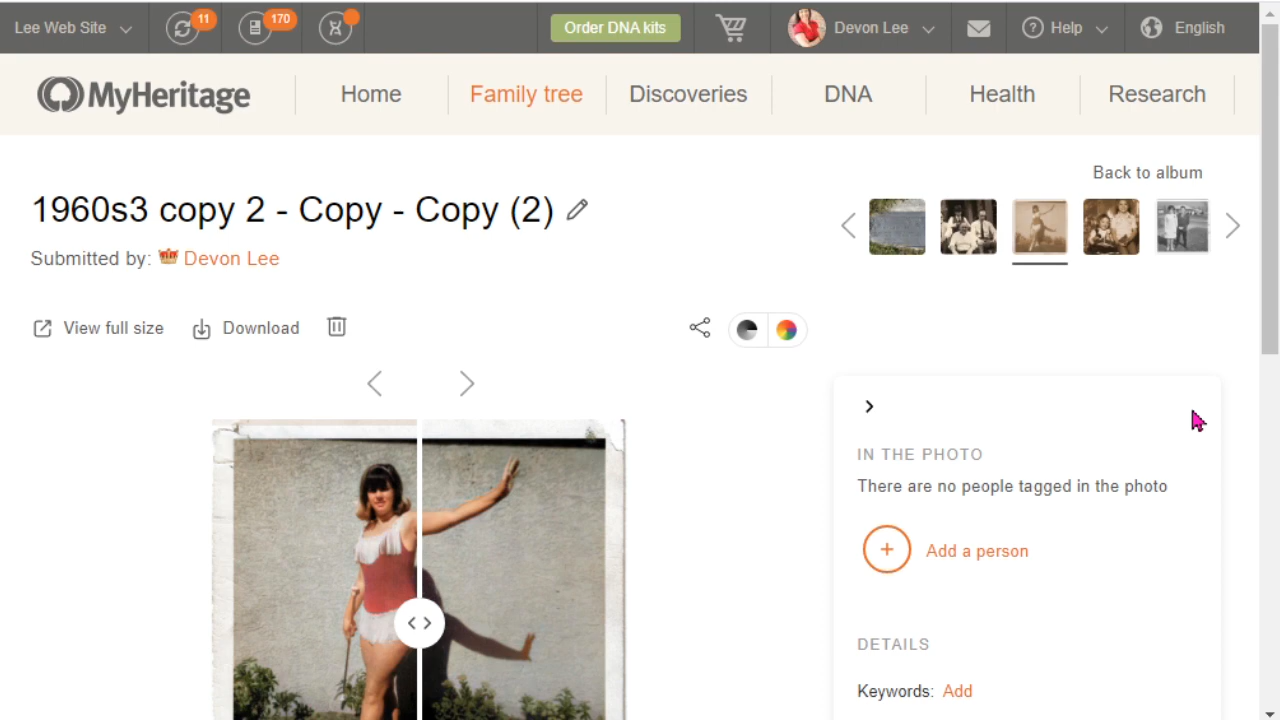 Lee Web Site 11 170 Order DNA kits Devon Lee Help English
MyHeritage Home Family tree Discoveries DNA Health Research
Back to album
1960s3 copy 2 - Copy - Copy (2)
Submitted by: Devon Lee
View full size Download
IN THE PHOTO
There are no people tagged in the photo
Add a person
DETAILS
Keywords: Add